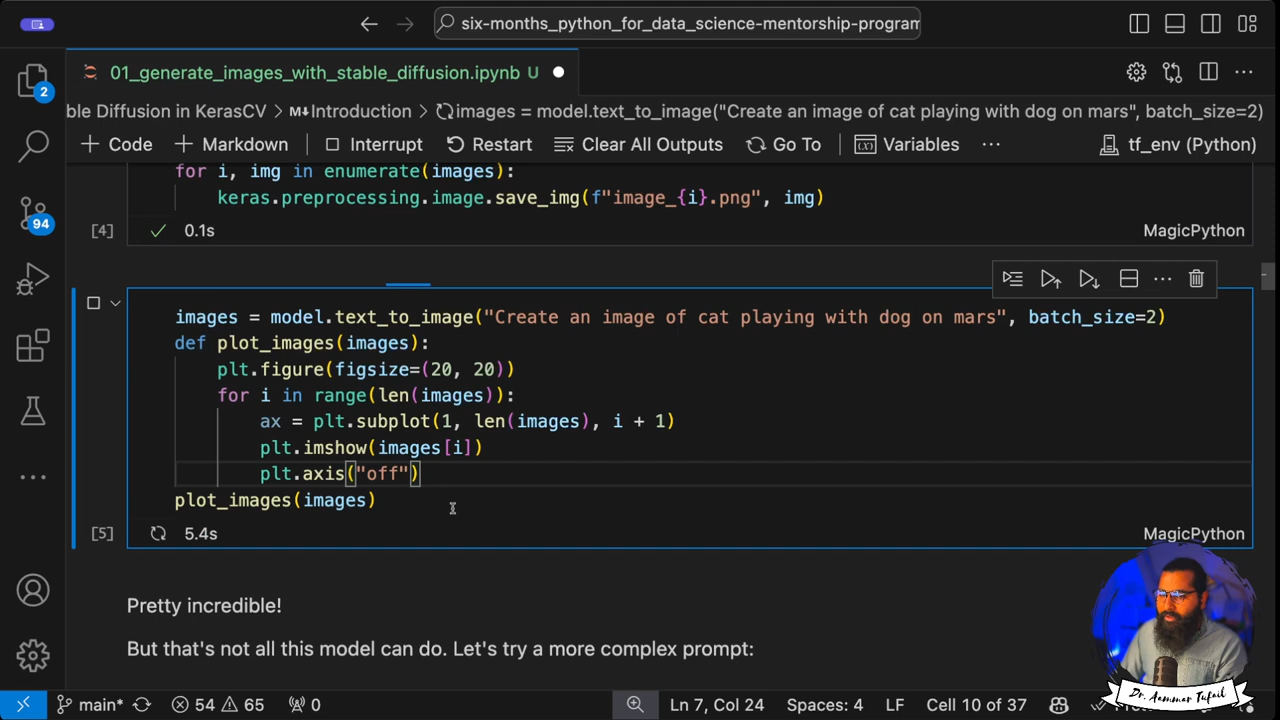 six-months_python_for_data_science-mentorship-program
01_generate_images_with_stable_diffusion.ipynb U
ble Diffusion in KerasCV > M↓Introduction > images = model.text_to_image("Create an image of cat playing with dog on mars", batch_size=2)
+ Code + Markdown Interrupt Restart Clear All Outputs Go To Variables ... tf_env (Python)
2
94
for i, img in enumerate(images):
keras.preprocessing.image.save_img(f"image_{i}.png", img)
[4] 0.1s MagicPython
images = model.text_to_image("Create an image of cat playing with dog on mars", batch_size=2)
def plot_images(images):
plt.figure(figsize=(20, 20))
for i in range(len(images)):
ax = plt.subplot(1, len(images), i + 1)
plt.imshow(images[i])
plt.axis("off")
plot_images(images)
[5] 5.4s MagicPython
Pretty incredible!
But that's not all this model can do. Let's try a more complex prompt:
Dr. Aammar Tufail
main* 54 65 0 Ln 7, Col 24 Spaces: 4 LF Cell 10 of 37